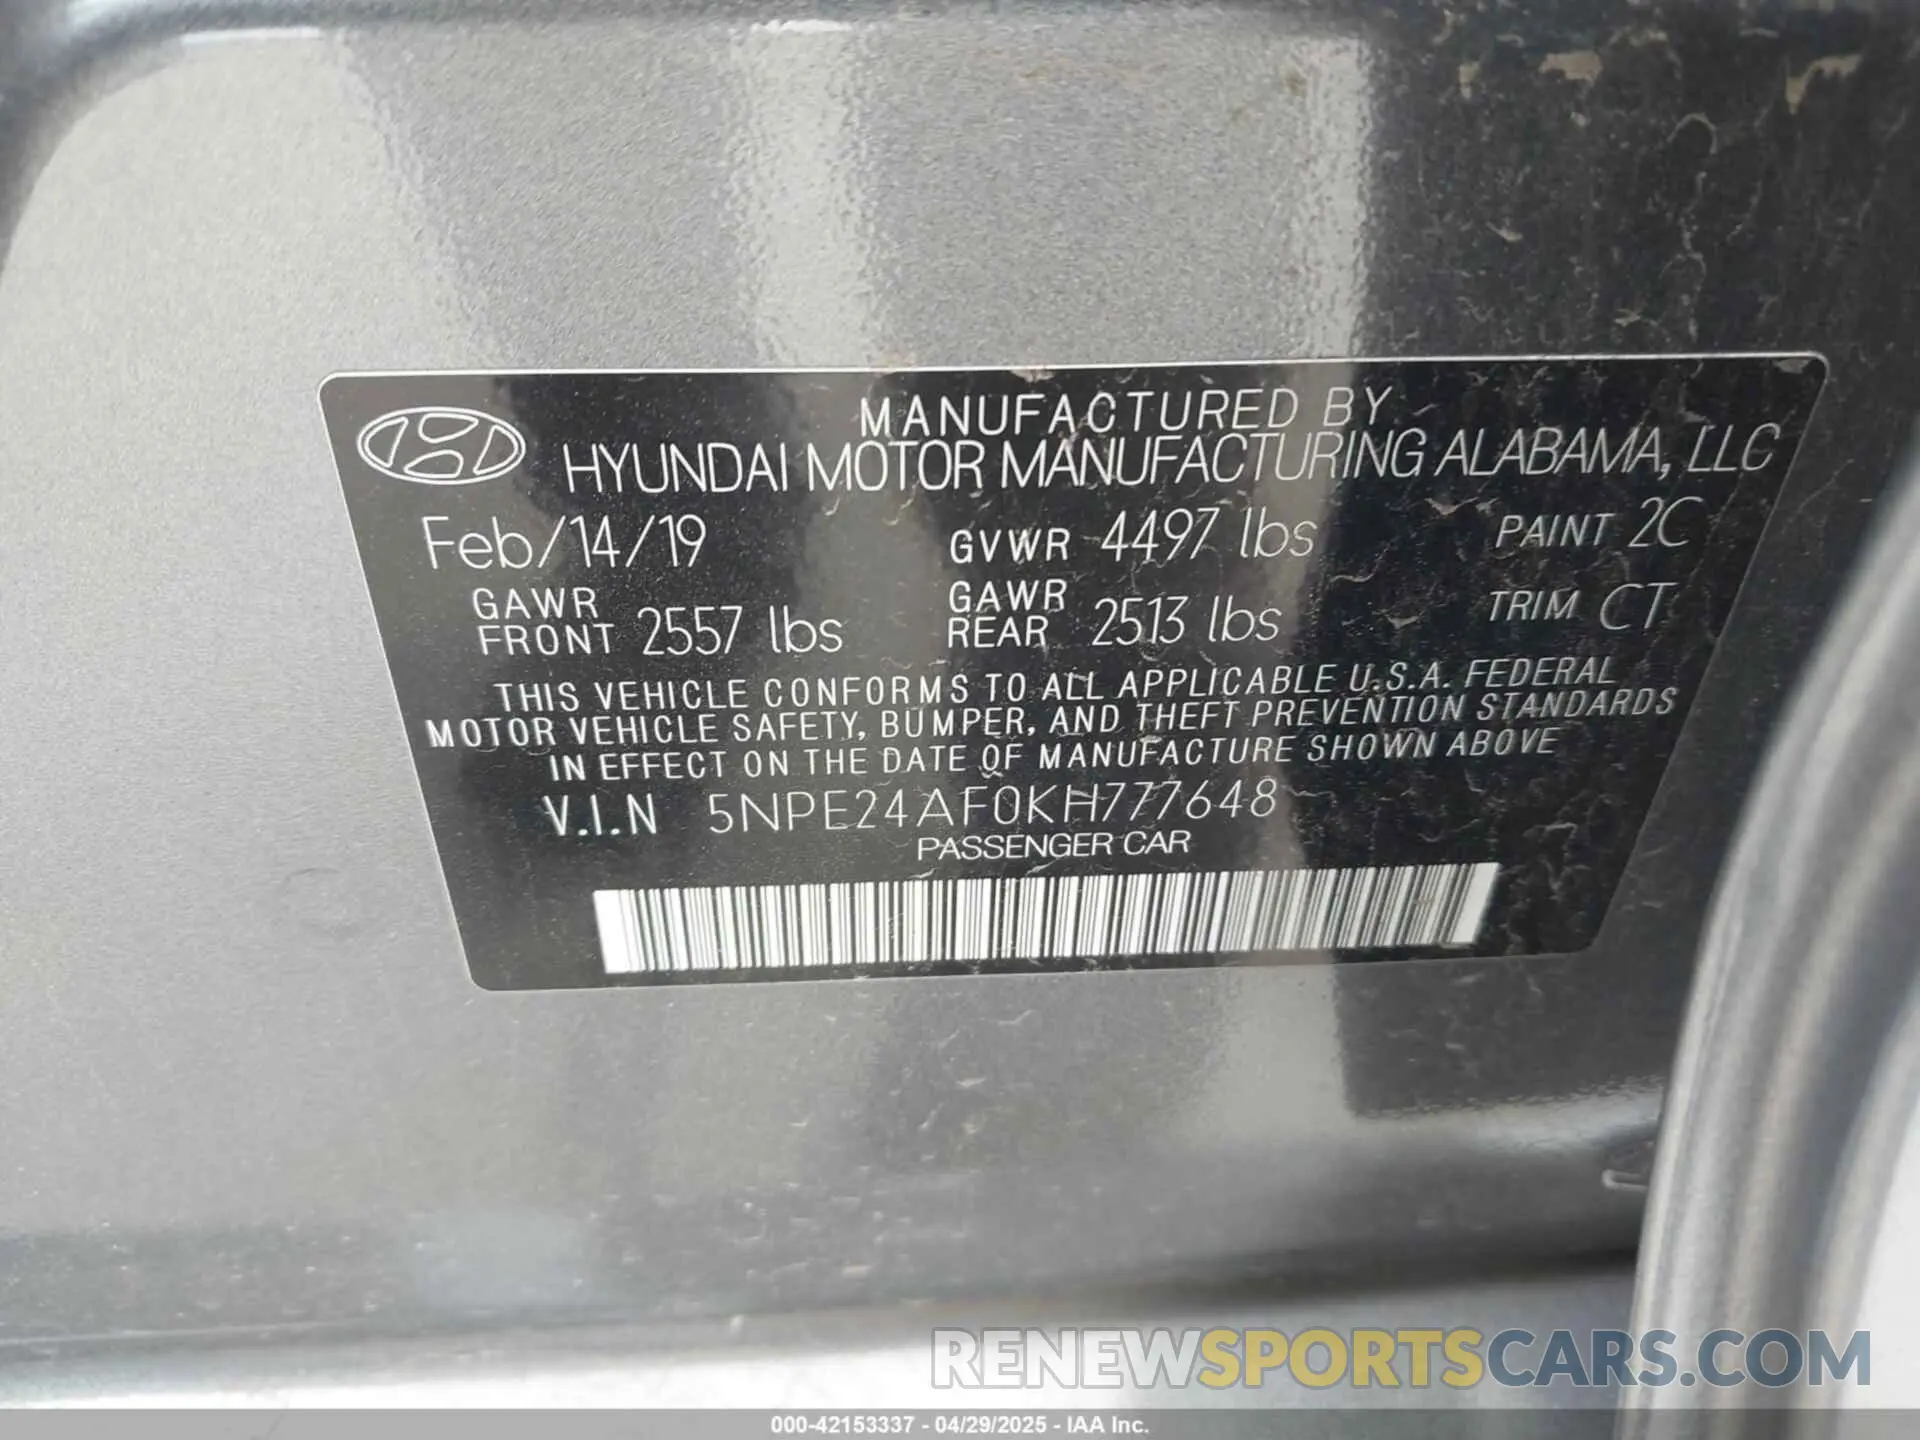 MANUFACTURED BY
HYUNDAI MOTOR MANUFACTURING ALABAMA, LLC
Feb/14/19 GVWR 4497 lbs PAINT 2C
GAWR FRONT 2557 lbs GAWR REAR 2513 lbs TRIM CT
THIS VEHICLE CONFORMS TO ALL APPLICABLE U.S.A. FEDERAL
MOTOR VEHICLE SAFETY, BUMPER, AND THEFT PREVENTION STANDARDS
IN EFFECT ON THE DATE OF MANUFACTURE SHOWN ABOVE
V.I.N 5NPE24AF0KH777648
PASSENGER CAR
RENEWSPORTSCARS.COM
000-42153337 - 04/29/2025 - IAA Inc.